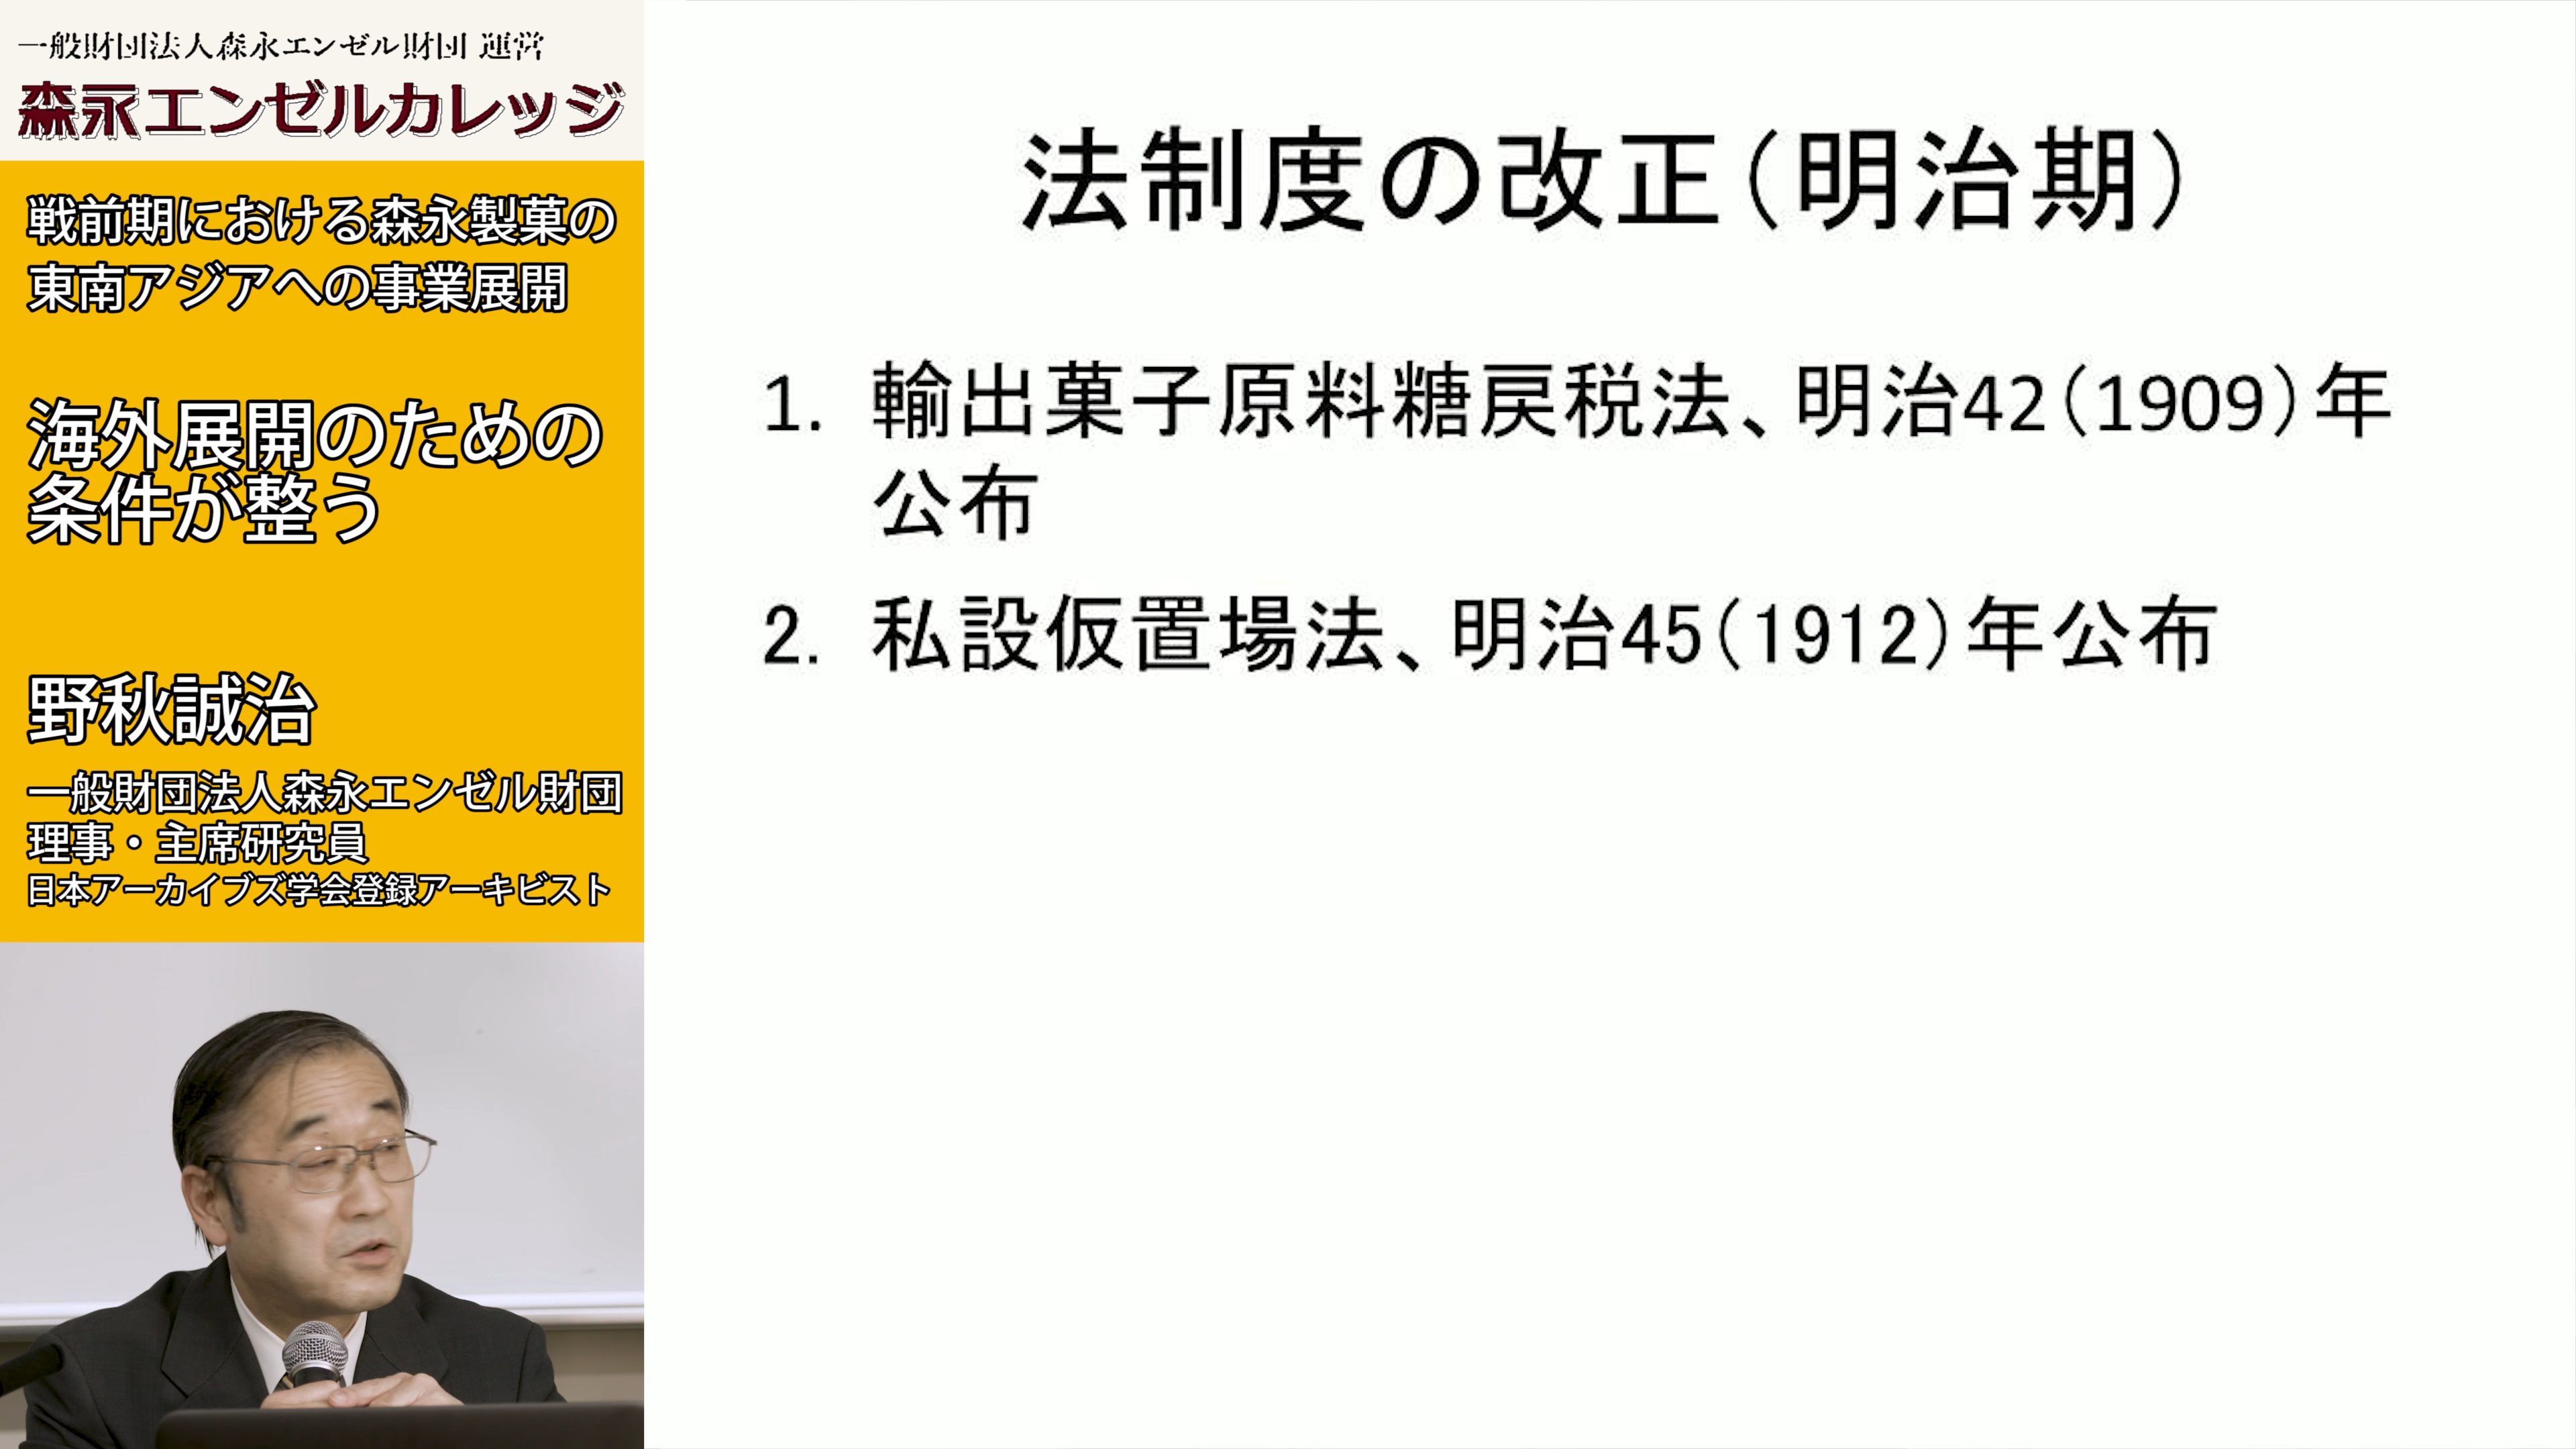 一般財団法人森永エンゼル財団 運営
森永エンゼルカレッジ
戦前期における森永製菓の
東南アジアへの事業展開
海外展開のための
条件が整う
野秋誠治
一般財団法人森永エンゼル財団
理事・主席研究員
日本アーカイブズ学会登録アーキビスト
法制度の改正（明治期）
1. 輸出菓子原料糖戻税法、明治42（1909）年
公布
2. 私設仮置場法、明治45（1912）年公布